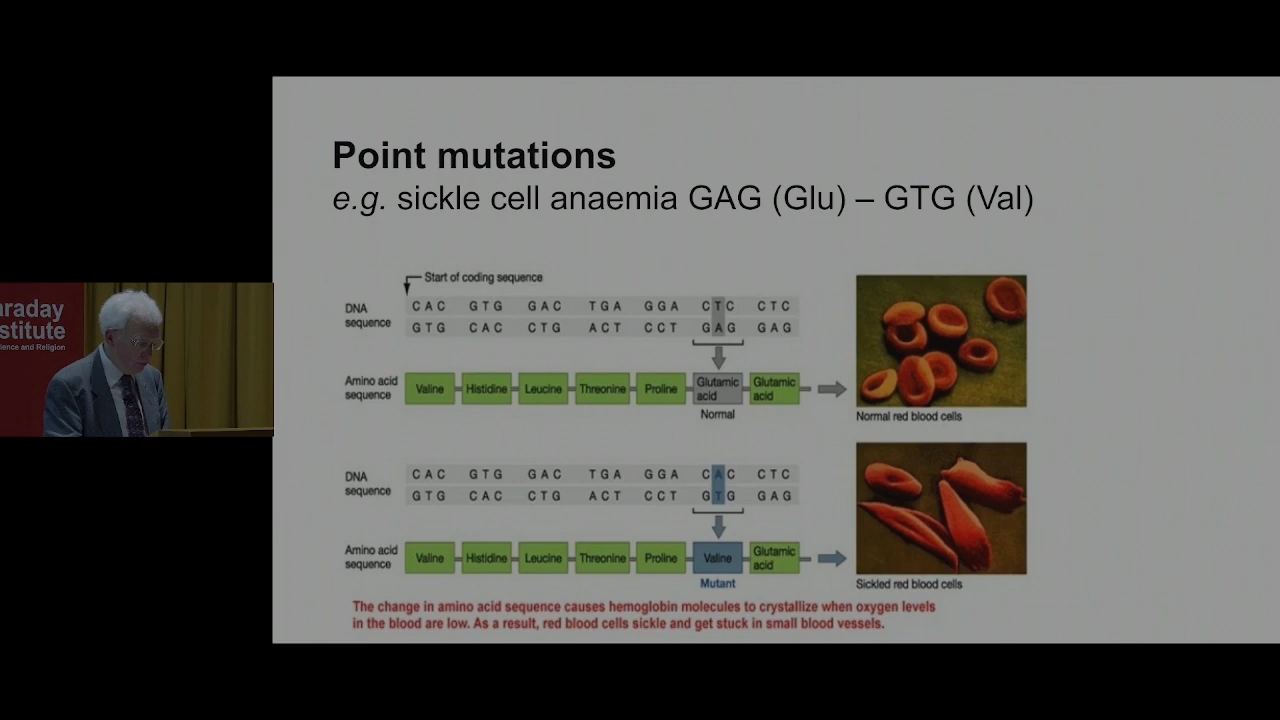 araday
stitute
ience and Religion
Point mutations
e.g. sickle cell anaemia GAG (Glu) – GTG (Val)
Start of coding sequence
DNA
sequence
CAC GTG GAC TGA GGA CTC CTC
GTG CAC CTG ACT CCT GAG GAG
Amino acid
sequence
Valine Histidine Leucine Threonine Proline Glutamic acid Glutamic acid
Normal
Normal red blood cells
DNA
sequence
CAC GTG GAC TGA GGA CAC CTC
GTG CAC CTG ACT CCT GTG GAG
Amino acid
sequence
Valine Histidine Leucine Threonine Proline Valine Glutamic acid
Mutant
Sickled red blood cells
The change in amino acid sequence causes hemoglobin molecules to crystallize when oxygen levels
in the blood are low. As a result, red blood cells sickle and get stuck in small blood vessels.